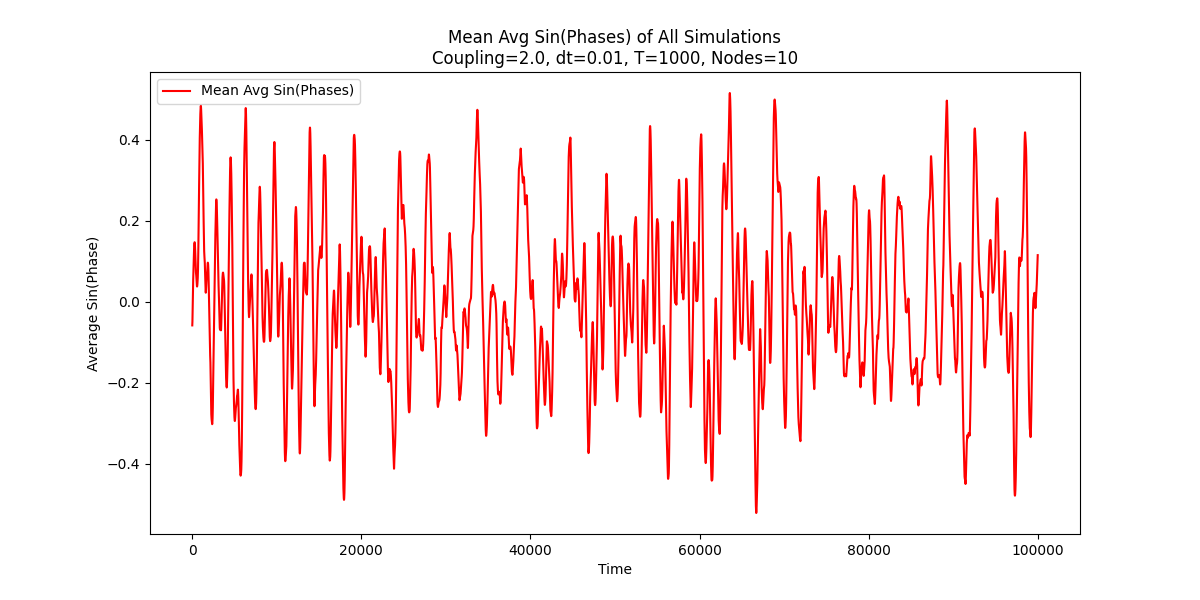 Mean Avg Sin(Phases) of All Simulations
Coupling=2.0, dt=0.01, T=1000, Nodes=10
Mean Avg Sin(Phases)
Average Sin(Phase)
0.4
0.2
0.0
−0.2
−0.4
0
20000
40000
60000
80000
100000
Time